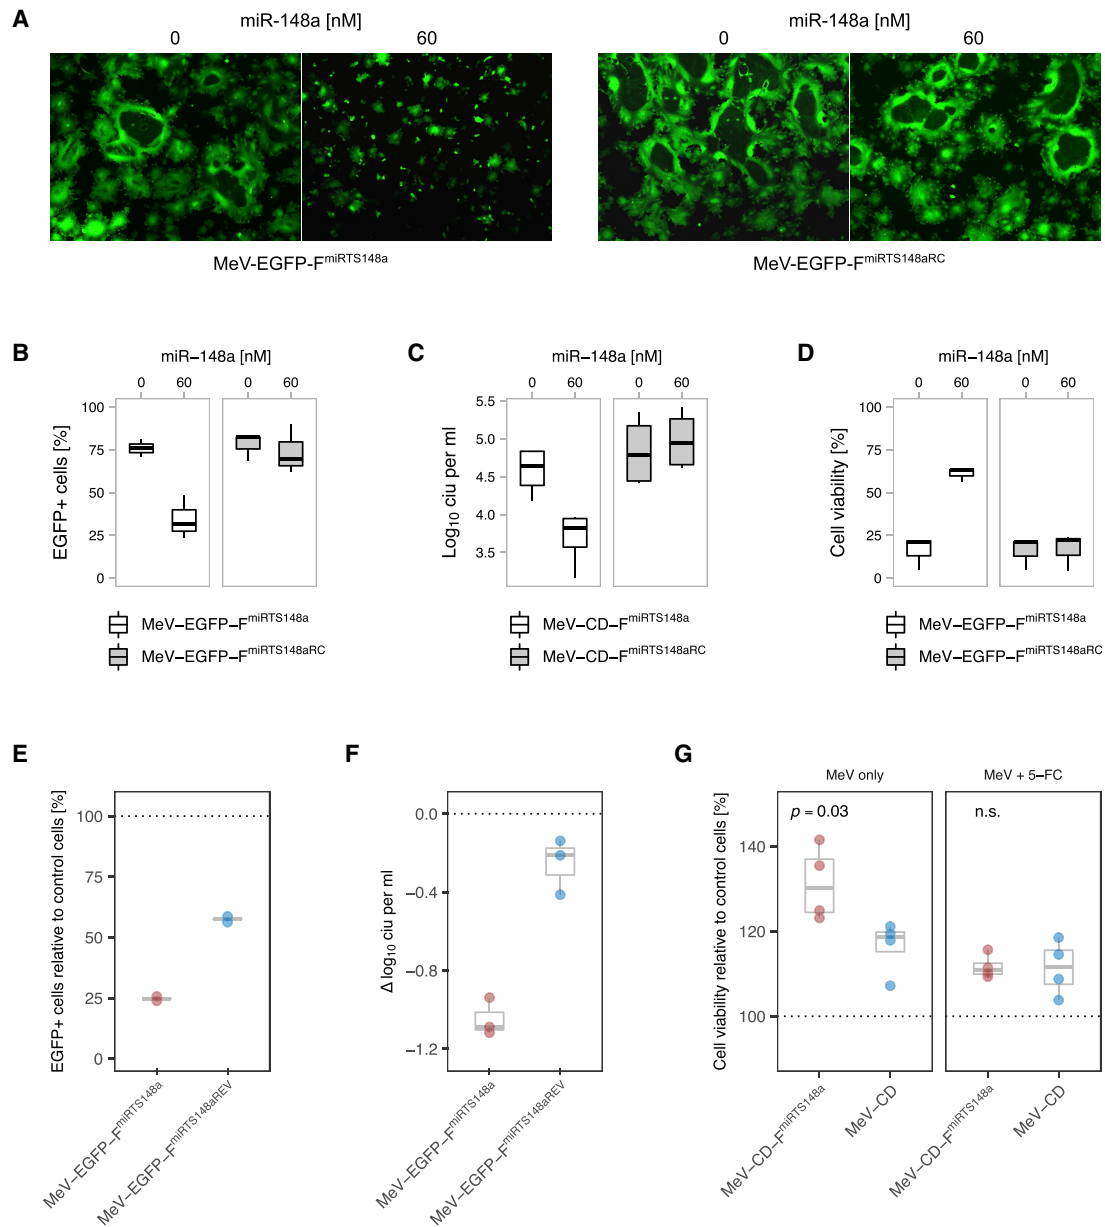 A
miR-148a [nM]
0 60
miR-148a [nM]
0 60
MeV-EGFP-F^miRTS148a
MeV-EGFP-F^miRTS148aRC
B
miR−148a [nM]
0 60 0 60
EGFP+ cells [%]
100
75
50
25
0
MeV−EGFP−F^miRTS148a
MeV−EGFP−F^miRTS148aRC
C
miR−148a [nM]
0 60 0 60
Log₁₀ ciu per ml
5.5
5.0
4.5
4.0
3.5
MeV−CD−F^miRTS148a
MeV−CD−F^miRTS148aRC
D
miR−148a [nM]
0 60 0 60
Cell viability [%]
100
75
50
25
0
MeV−EGFP−F^miRTS148a
MeV−EGFP−F^miRTS148aRC
E
EGFP+ cells relative to control cells [%]
100
75
50
25
0
MeV−EGFP−F^miRTS148a
MeV−EGFP−F^miRTS148aREV
F
Δ log₁₀ ciu per ml
0.0
−0.4
−0.8
−1.2
MeV−EGFP−F^miRTS148a
MeV−EGFP−F^miRTS148aREV
G
MeV only
MeV + 5−FC
Cell viability relative to control cells [%]
p = 0.03
n.s.
140
120
100
MeV−CD−F^miRTS148a
MeV−CD
MeV−CD−F^miRTS148a
MeV−CD